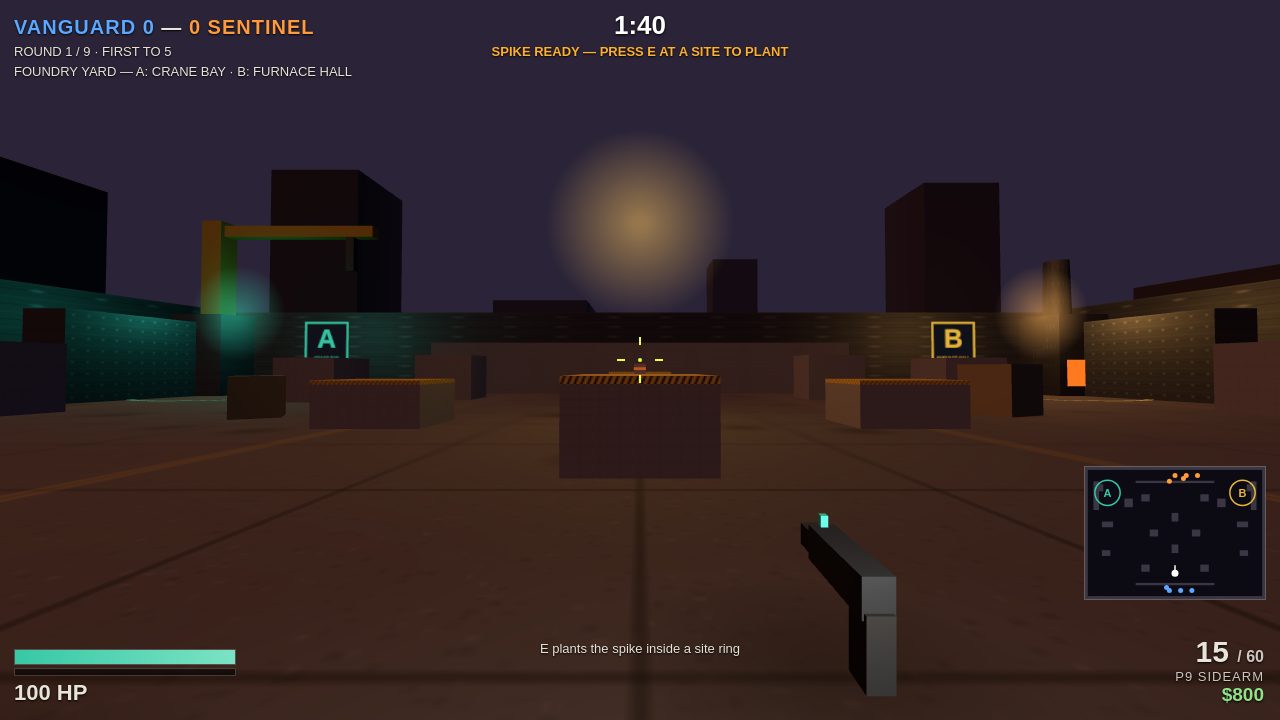 VANGUARD 0 — 0 SENTINEL
ROUND 1 / 9 · FIRST TO 5
FOUNDRY YARD — A: CRANE BAY · B: FURNACE HALL
1:40
SPIKE READY — PRESS E AT A SITE TO PLANT
A
B
A
B
E plants the spike inside a site ring
100 HP
15 / 60
P9 SIDEARM
$800